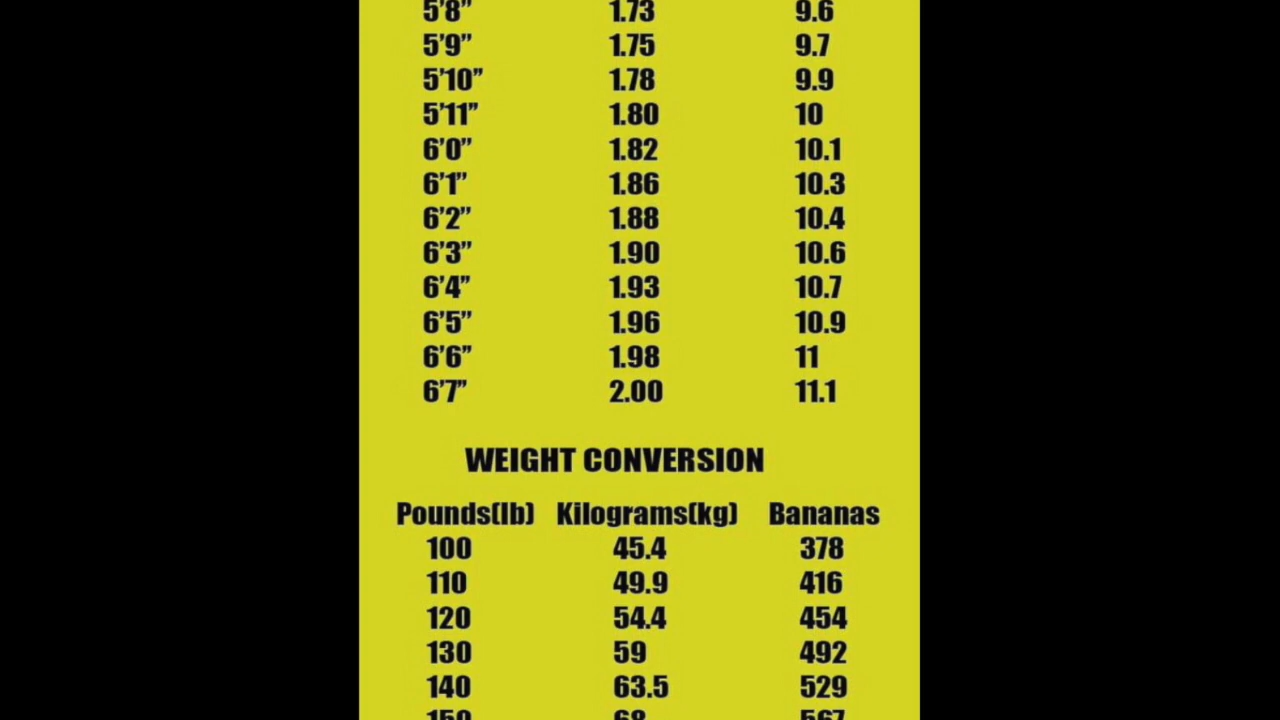 5’8” 1.73 9.6
5’9” 1.75 9.7
5’10” 1.78 9.9
5’11” 1.80 10
6’0” 1.82 10.1
6’1” 1.86 10.3
6’2” 1.88 10.4
6’3” 1.90 10.6
6’4” 1.93 10.7
6’5” 1.96 10.9
6’6” 1.98 11
6’7” 2.00 11.1
WEIGHT CONVERSION
Pounds(lb) Kilograms(kg) Bananas
100 45.4 378
110 49.9 416
120 54.4 454
130 59 492
140 63.5 529
150 68 567